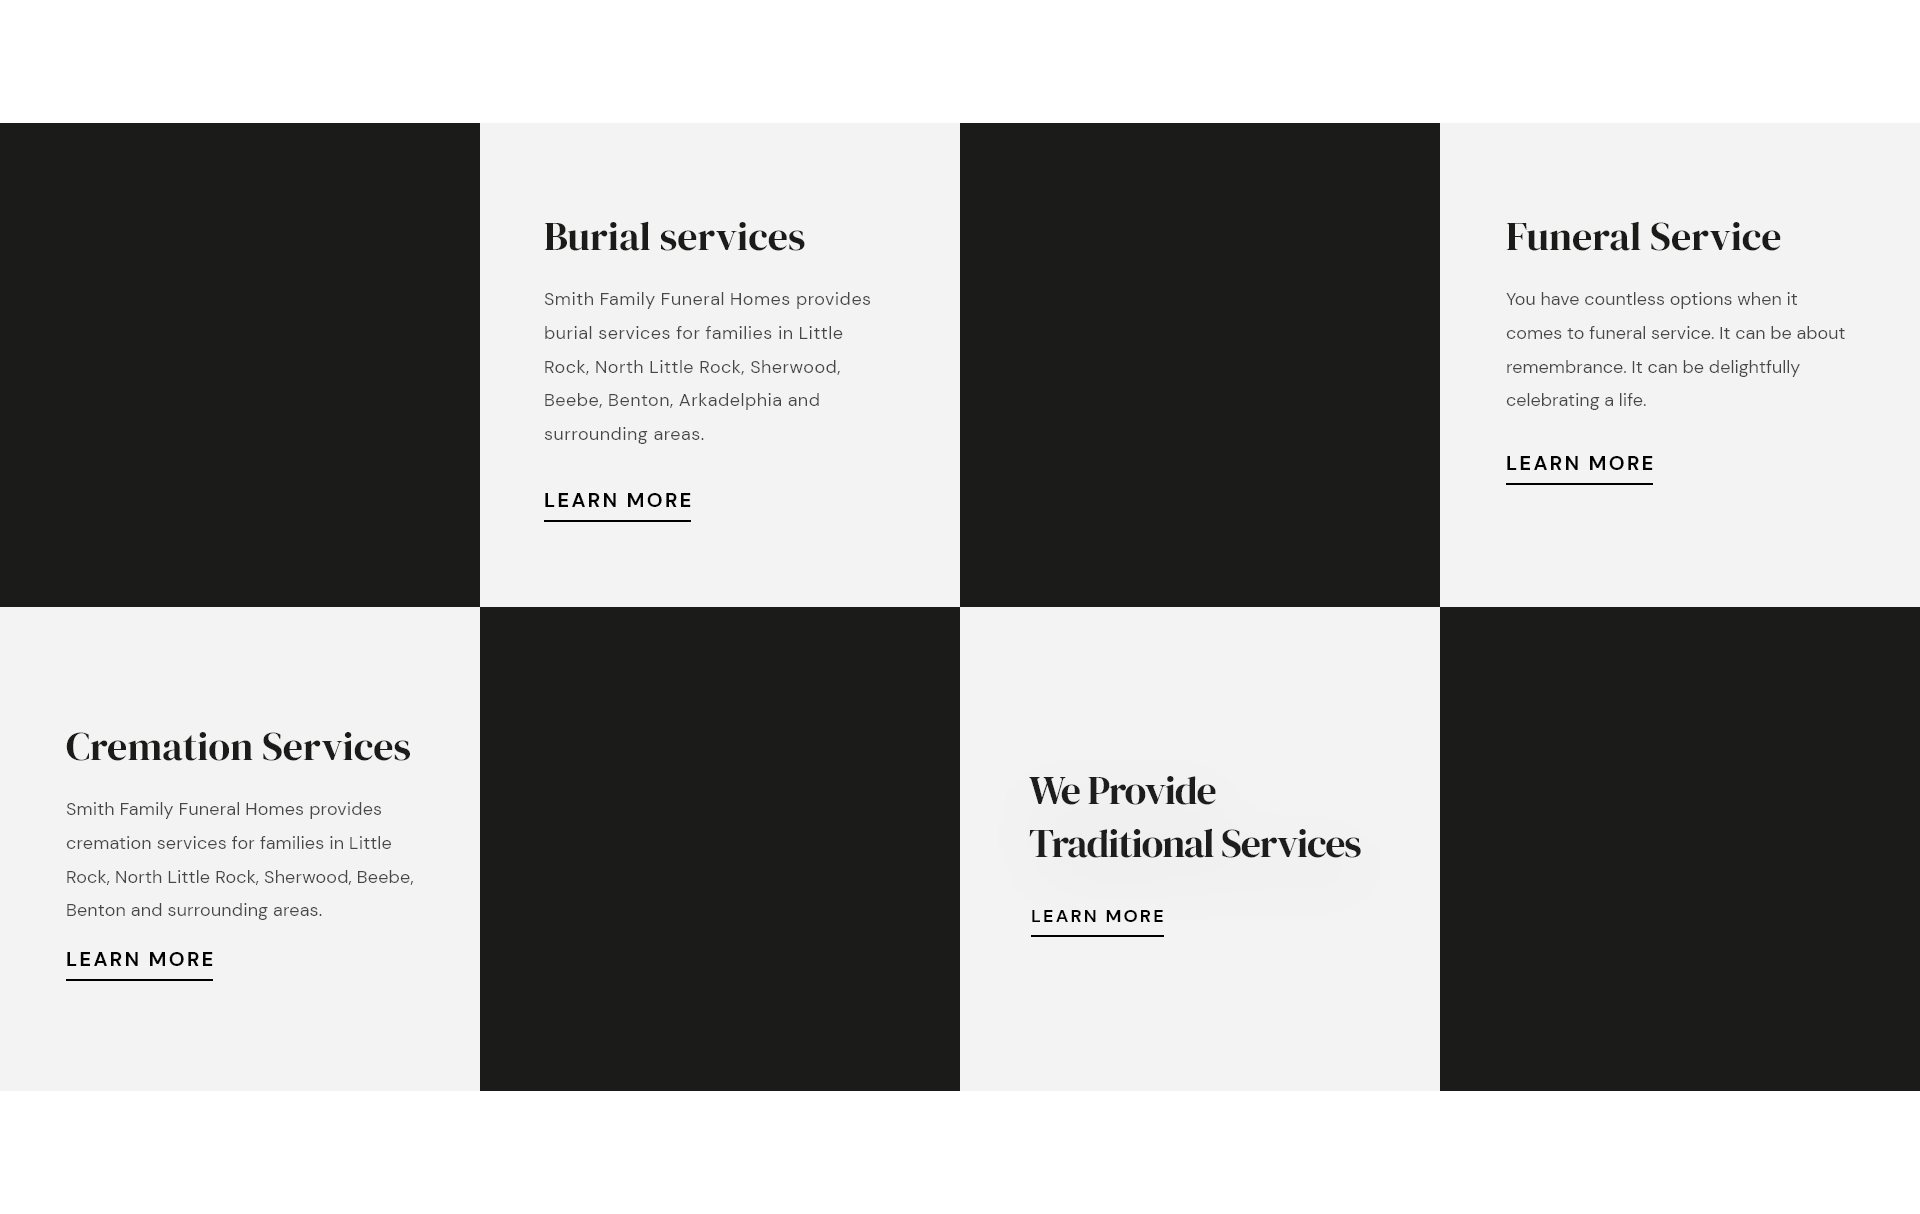 Burial services
Smith Family Funeral Homes provides
burial services for families in Little
Rock, North Little Rock, Sherwood,
Beebe, Benton, Arkadelphia and
surrounding areas.
LEARN MORE
Funeral Service
You have countless options when it
comes to funeral service. It can be about
remembrance. It can be delightfully
celebrating a life.
LEARN MORE
Cremation Services
Smith Family Funeral Homes provides
cremation services for families in Little
Rock, North Little Rock, Sherwood, Beebe,
Benton and surrounding areas.
LEARN MORE
We Provide
Traditional Services
LEARN MORE